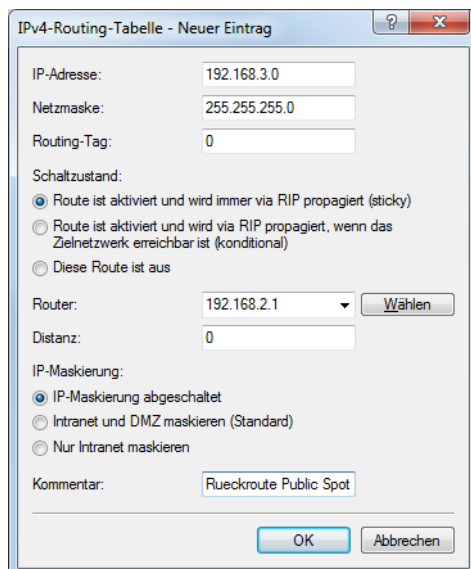 IPv4-Routing-Tabelle - Neuer Eintrag
IP-Adresse: 192.168.3.0
Netzmaske: 255.255.255.0
Routing-Tag: 0
Schaltzustand:
Route ist aktiviert und wird immer via RIP propagiert (sticky)
Route ist aktiviert und wird via RIP propagiert, wenn das
Zielnetzwerk erreichbar ist (konditional)
Diese Route ist aus
Router: 192.168.2.1 Wählen
Distanz: 0
IP-Maskierung:
IP-Maskierung abgeschaltet
Intranet und DMZ maskieren (Standard)
Nur Intranet maskieren
Kommentar: Rueckroute Public Spot
OK Abbrechen